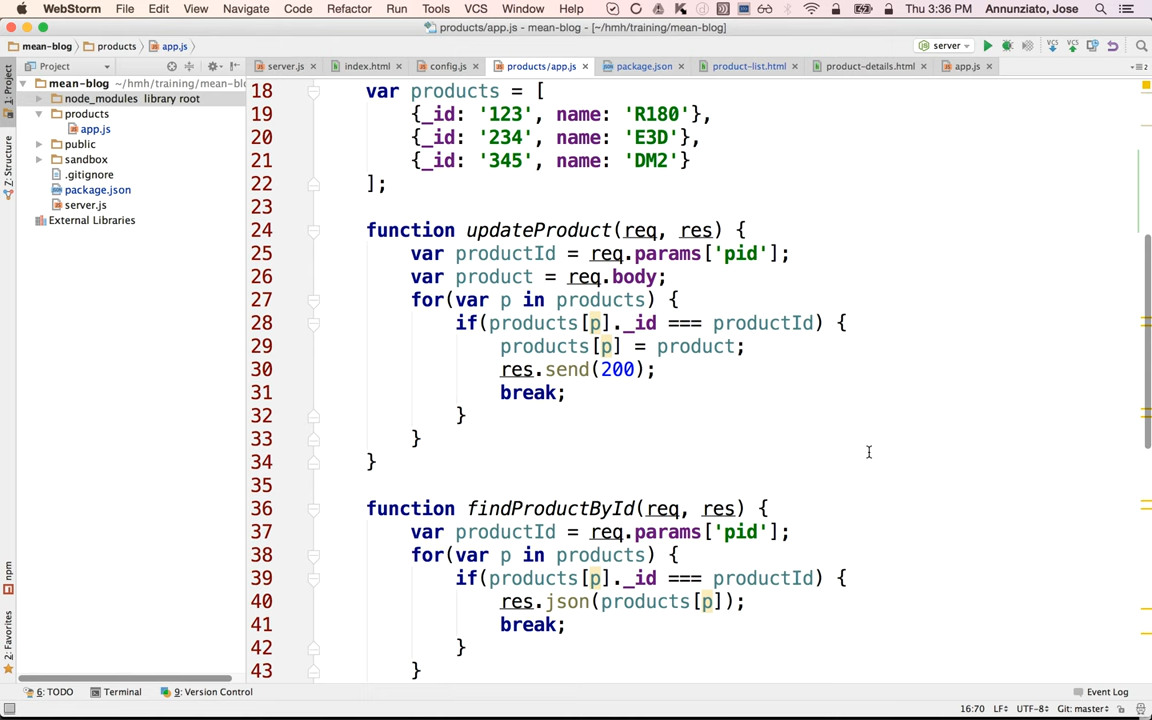 WebStorm File Edit View Navigate Code Refactor Run Tools VCS Window Help Thu 3:36 PM Annunziato, Jose
products/app.js - mean-blog - [~/hmh/training/mean-blog]
mean-blog products app.js server
Project server.js index.html config.js products/app.js package.json product-list.html product-details.html app.js
1: Project
Z: Structure
npm
2: Favorites
mean-blog ~/hmh/training/mean-bl
node_modules library root
products
app.js
public
sandbox
.gitignore
package.json
server.js
External Libraries
18 var products = [
19 {_id: '123', name: 'R180'},
20 {_id: '234', name: 'E3D'},
21 {_id: '345', name: 'DM2'}
22 ];
23
24 function updateProduct(req, res) {
25 var productId = req.params['pid'];
26 var product = req.body;
27 for(var p in products) {
28 if(products[p]._id === productId) {
29 products[p] = product;
30 res.send(200);
31 break;
32 }
33 }
34 }
35
36 function findProductById(req, res) {
37 var productId = req.params['pid'];
38 for(var p in products) {
39 if(products[p]._id === productId) {
40 res.json(products[p]);
41 break;
42 }
43 }
6: TODO Terminal 9: Version Control Event Log
16:70 LF UTF-8 Git: master